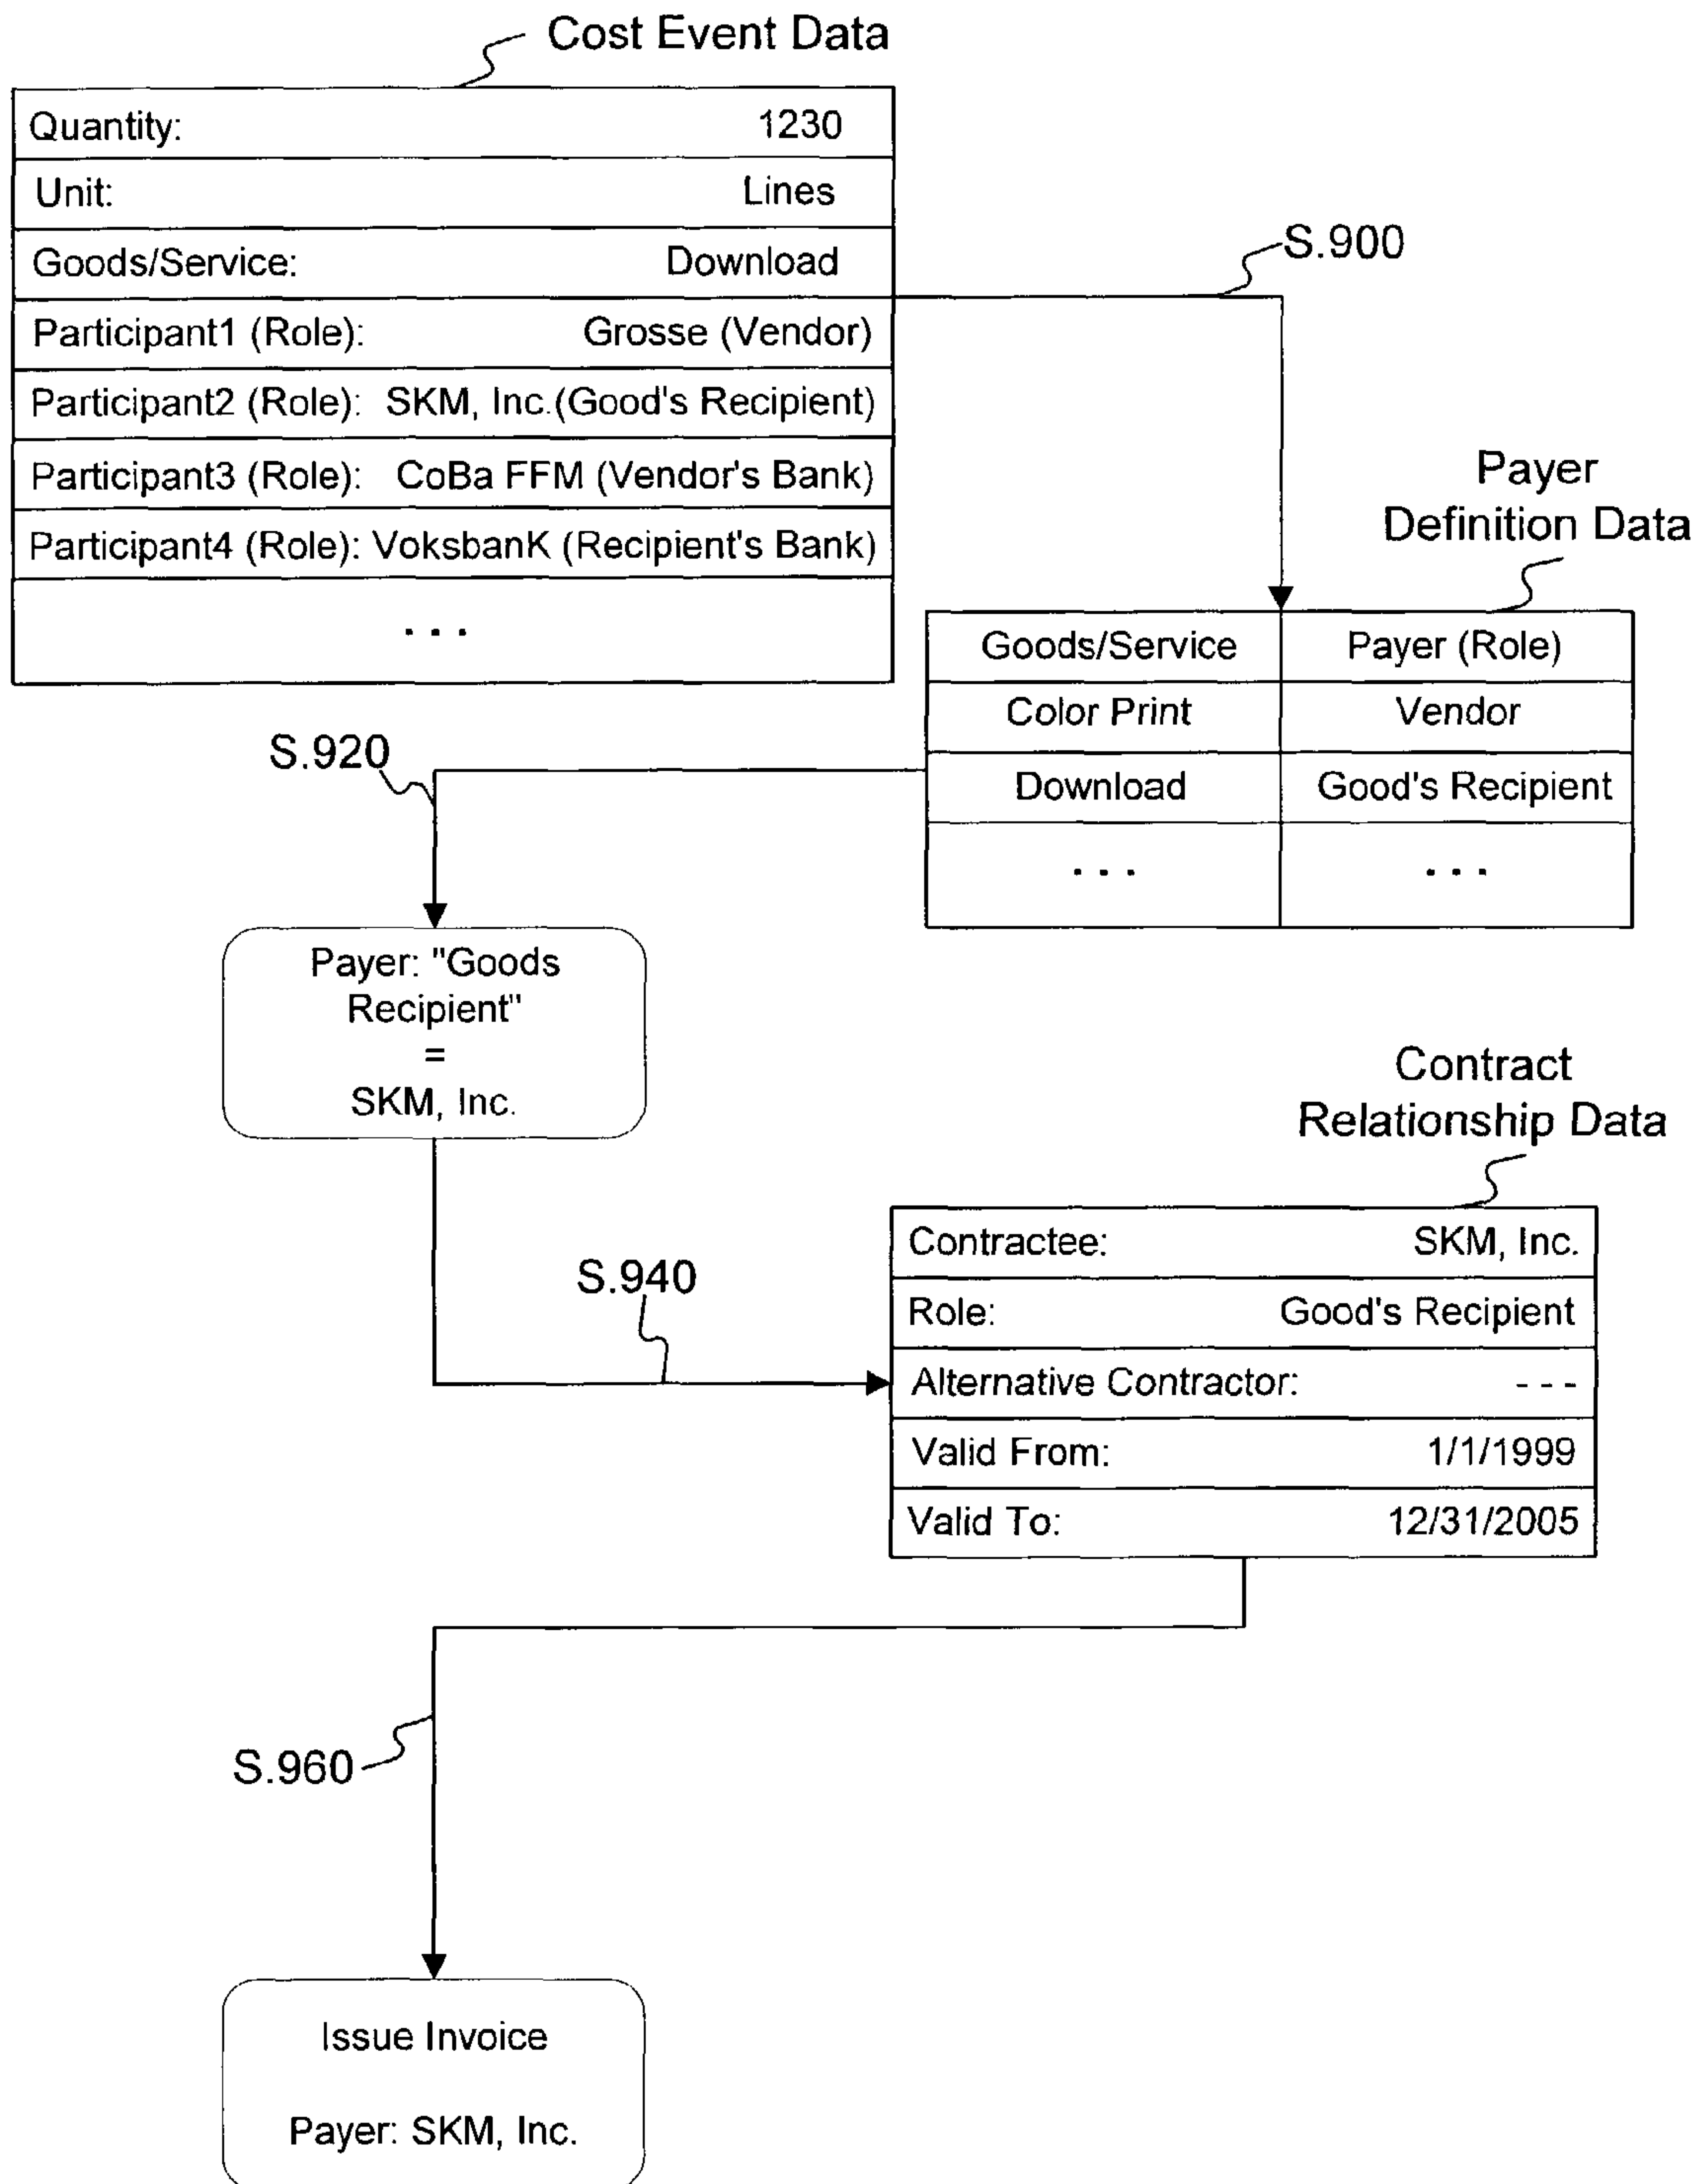 Cost Event Data
Quantity: 1230
Unit: Lines
Goods/Service: Download
Participant1 (Role): Grosse (Vendor)
Participant2 (Role): SKM, Inc.(Good's Recipient)
Participant3 (Role): CoBa FFM (Vendor's Bank)
Participant4 (Role): VoksbanK (Recipient's Bank)
. . .
S.900
Payer
Definition Data
Goods/Service Payer (Role)
Color Print Vendor
Download Good's Recipient
. . . . . .
S.920
Payer: "Goods
Recipient"
=
SKM, Inc.
Contract
Relationship Data
S.940
Contractee: SKM, Inc.
Role: Good's Recipient
Alternative Contractor: - - -
Valid From: 1/1/1999
Valid To: 12/31/2005
S.960
Issue Invoice
Payer: SKM, Inc.